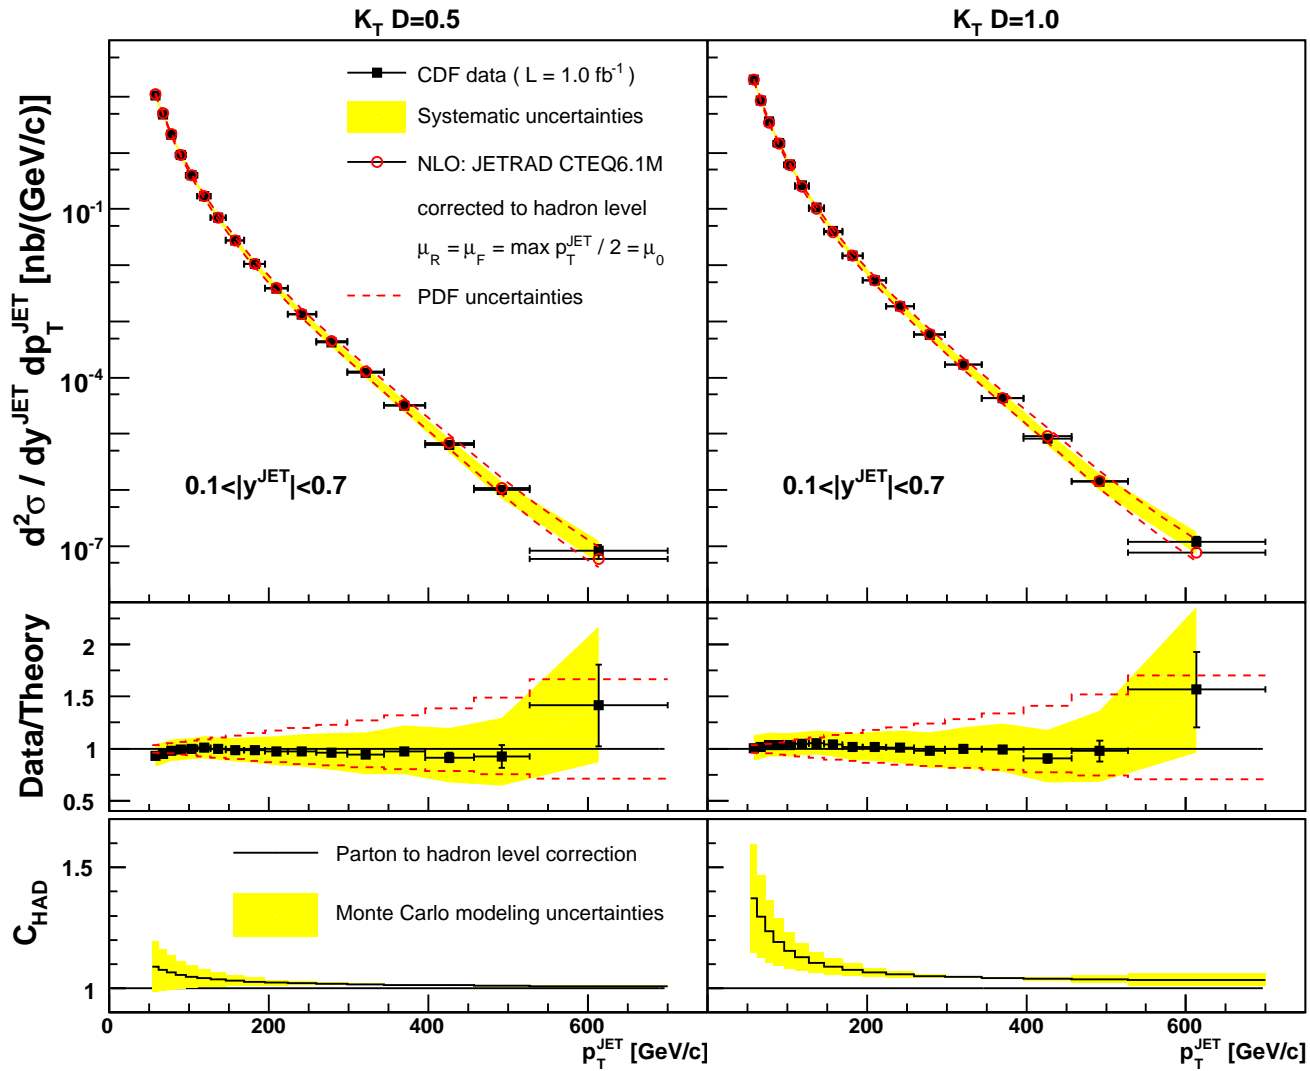 K_T D=0.5
K_T D=1.0
d²σ / dy^JET dp_T^JET [nb/(GeV/c)]
10^-1
10^-4
10^-7
CDF data ( L = 1.0 fb^-1 )
Systematic uncertainties
NLO: JETRAD CTEQ6.1M
corrected to hadron level
μ_R = μ_F = max p_T^JET / 2 = μ_0
PDF uncertainties
0.1<|y^JET|<0.7
0.1<|y^JET|<0.7
Data/Theory
2
1.5
1
0.5
C_HAD
1.5
1
Parton to hadron level correction
Monte Carlo modeling uncertainties
0 200 400 600
200 400 600
p_T^JET [GeV/c]
p_T^JET [GeV/c]